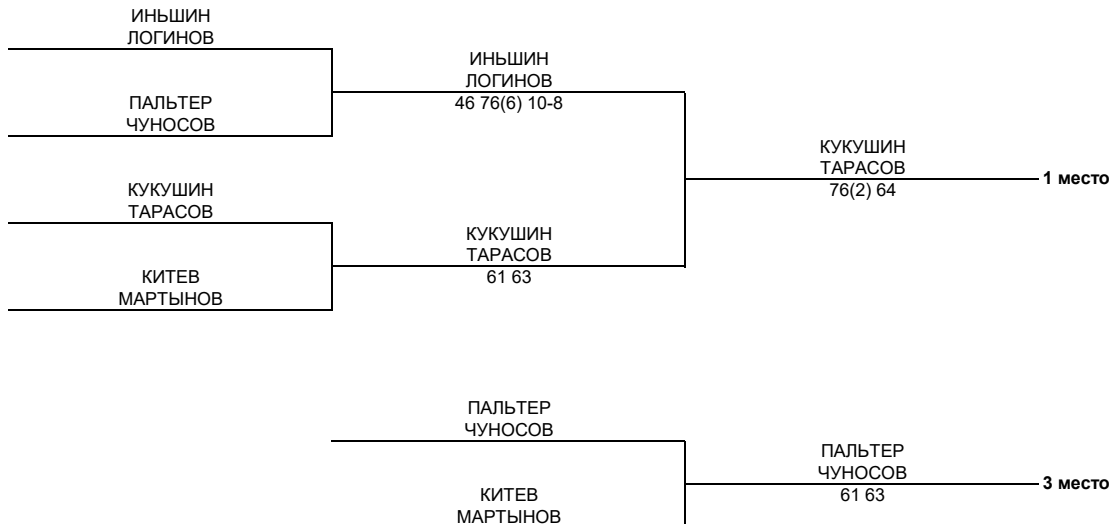 ИНЬШИН
ЛОГИНОВ
ИНЬШИН
ЛОГИНОВ
46 76(6) 10-8
ПАЛЬТЕР
ЧУНОСОВ
КУКУШИН
ТАРАСОВ
76(2) 64
1 место
КУКУШИН
ТАРАСОВ
КУКУШИН
ТАРАСОВ
61 63
КИТЕВ
МАРТЫНОВ
ПАЛЬТЕР
ЧУНОСОВ
ПАЛЬТЕР
ЧУНОСОВ
61 63
3 место
КИТЕВ
МАРТЫНОВ